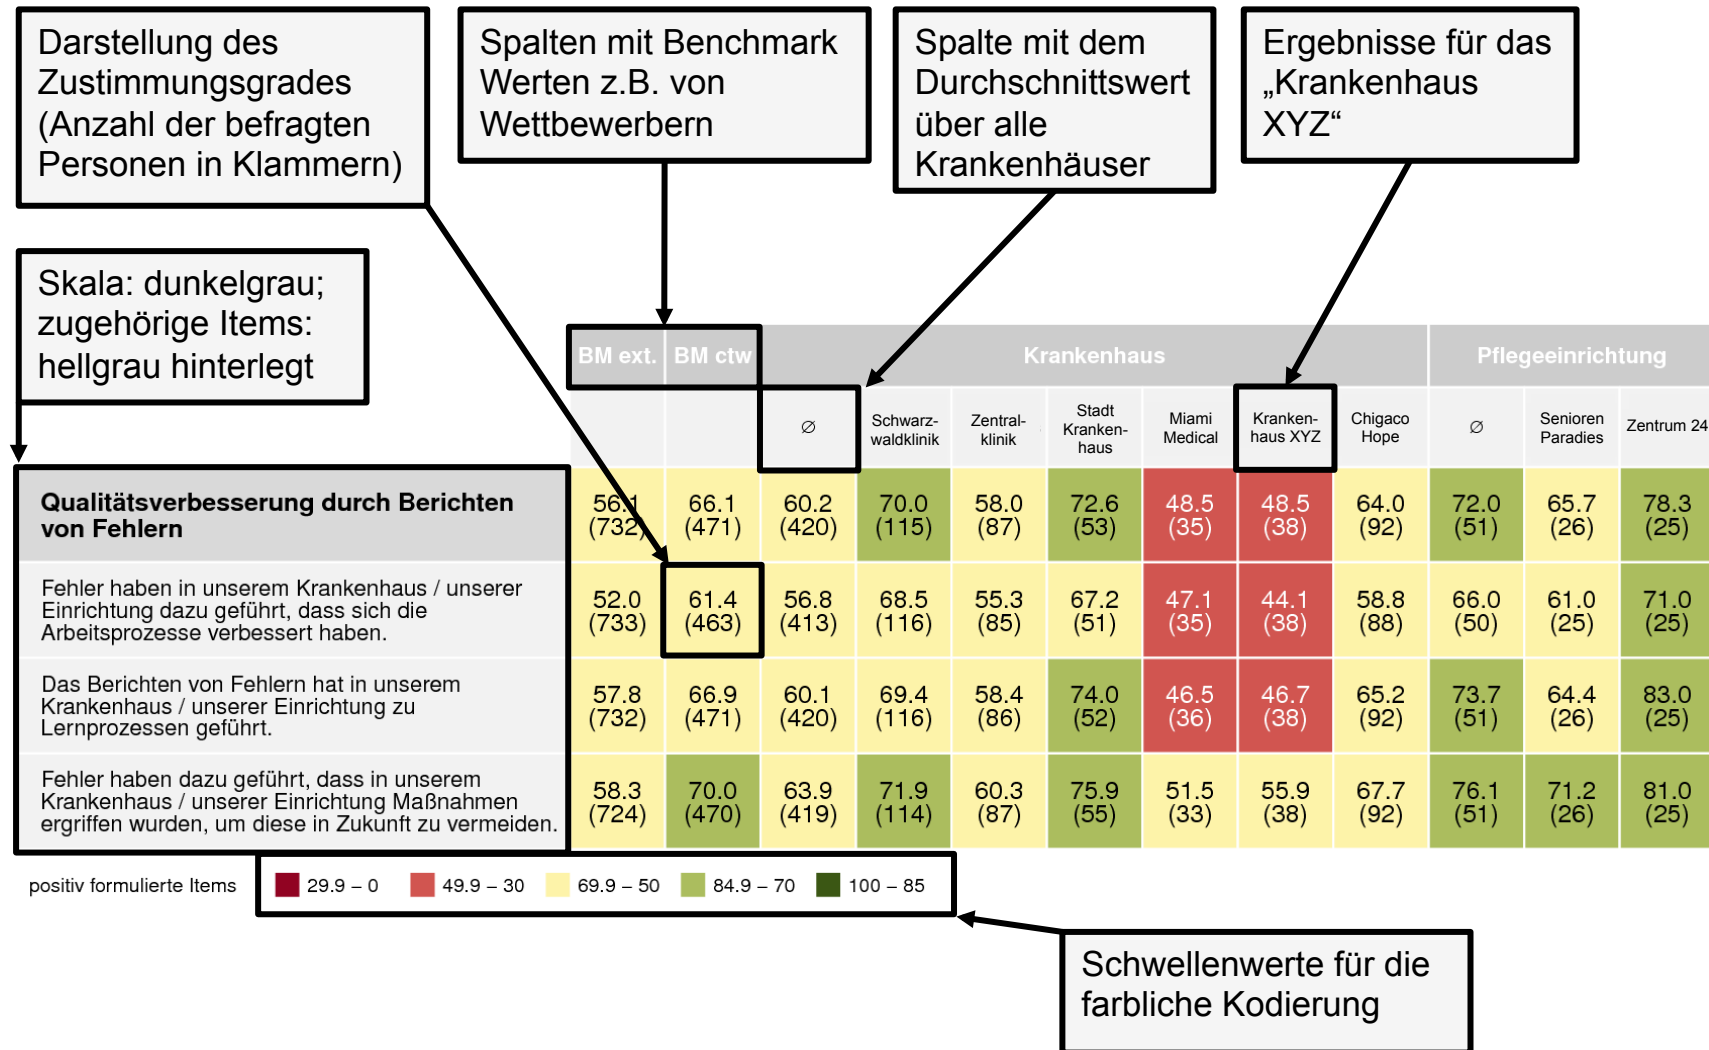 Darstellung des
Zustimmungsgrades
(Anzahl der befragten
Personen in Klammern)
Spalten mit Benchmark
Werten z.B. von
Wettbewerbern
Spalte mit dem
Durchschnittswert
über alle
Krankenhäuser
Ergebnisse für das
„Krankenhaus
XYZ“
Skala: dunkelgrau;
zugehörige Items:
hellgrau hinterlegt
BM ext. BM ctw Krankenhaus Pflegeeinrichtung
∅ Schwarz-
waldklinik
Zentral-
klinik
Stadt
Kranken-
haus
Miami
Medical
Kranken-
haus XYZ
Chigaco
Hope
∅ Senioren
Paradies
Zentrum 24
Qualitätsverbesserung durch Berichten
von Fehlern
56.1 66.1 60.2 70.0 58.0 72.6 48.5 48.5 64.0 72.0 65.7 78.3
(732) (471) (420) (115) (87) (53) (35) (38) (92) (51) (26) (25)
Fehler haben in unserem Krankenhaus / unserer
Einrichtung dazu geführt, dass sich die
Arbeitsprozesse verbessert haben.
52.0 61.4 56.8 68.5 55.3 67.2 47.1 44.1 58.8 66.0 61.0 71.0
(733) (463) (413) (116) (85) (51) (35) (38) (88) (50) (25) (25)
Das Berichten von Fehlern hat in unserem
Krankenhaus / unserer Einrichtung zu
Lernprozessen geführt.
57.8 66.9 60.1 69.4 58.4 74.0 46.5 46.7 65.2 73.7 64.4 83.0
(732) (471) (420) (116) (86) (52) (36) (38) (92) (51) (26) (25)
Fehler haben dazu geführt, dass in unserem
Krankenhaus / unserer Einrichtung Maßnahmen
ergriffen wurden, um diese in Zukunft zu vermeiden.
58.3 70.0 63.9 71.9 60.3 75.9 51.5 55.9 67.7 76.1 71.2 81.0
(724) (470) (419) (114) (87) (55) (33) (38) (92) (51) (26) (25)
positiv formulierte Items 29.9 – 0 49.9 – 30 69.9 – 50 84.9 – 70 100 – 85
Schwellenwerte für die
farbliche Kodierung